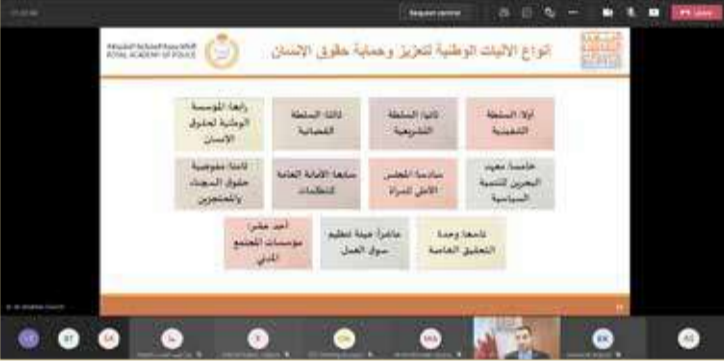 Request control
ROYAL ACADEMY OF POLICE
أنواع الآليات الوطنية لتعزيز وحماية حقوق الإنسان
أولا: السلطة
التنفيذية
ثانيا: السلطة
التشريعية
ثالثا: السلطة
القضائية
رابعا: المؤسسة
الوطنية لحقوق
الإنسان
خامسا: معهد
البحرين للتنمية
السياسية
سادسا: المجلس
الأعلى للمرأة
سابعا: الأمانة العامة
للتظلمات
ثامنا: مفوضية
حقوق السجناء
والمحتجزين
تاسعا: وحدة
التحقيق الخاصة
عاشرا: هيئة تنظيم
سوق العمل
أحد عشر:
مؤسسات المجتمع
المدني